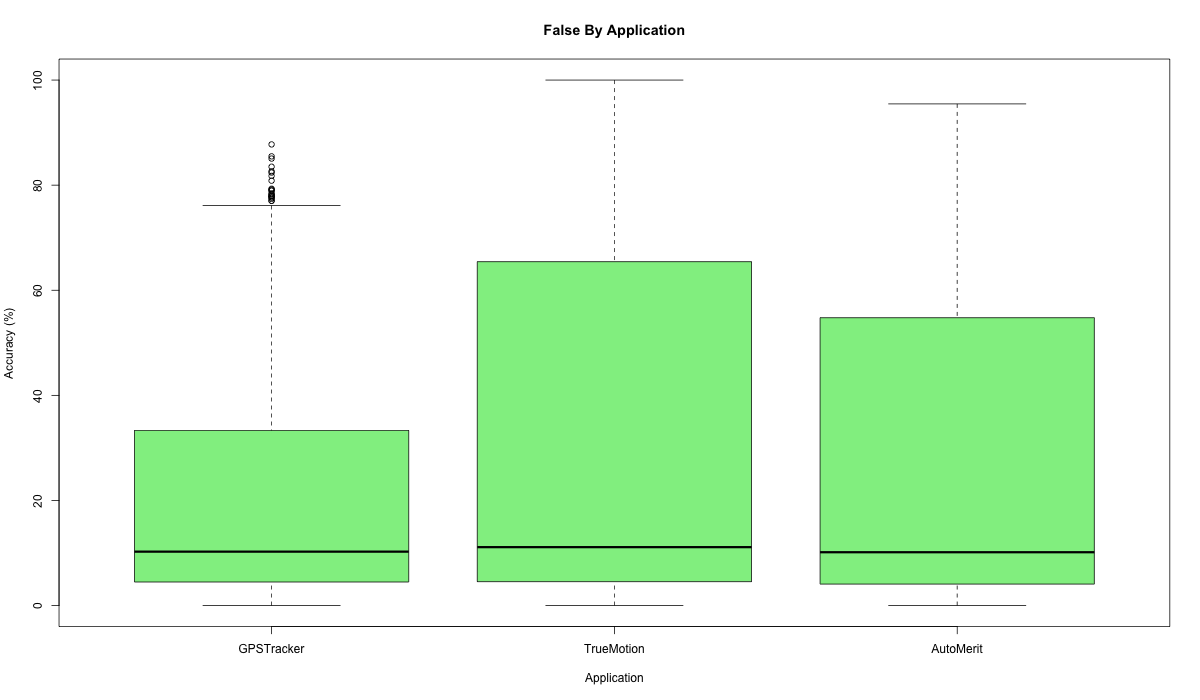 False By Application
Accuracy (%)
100
80
60
40
20
0
GPSTracker TrueMotion AutoMerit
Application